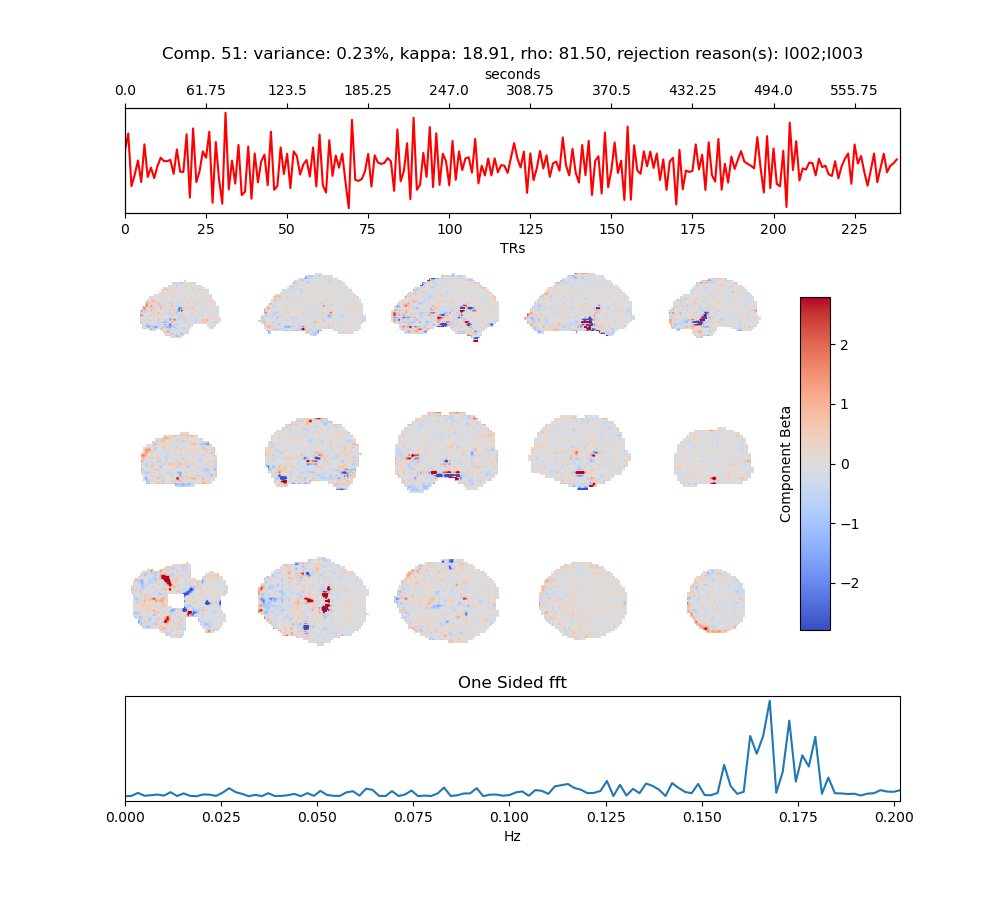 Comp. 51: variance: 0.23%, kappa: 18.91, rho: 81.50, rejection reason(s): I002;I003
seconds
0.0 61.75 123.5 185.25 247.0 308.75 370.5 432.25 494.0 555.75
0 25 50 75 100 125 150 175 200 225
TRs
2
1
0
−1
−2
Component Beta
One Sided fft
0.000 0.025 0.050 0.075 0.100 0.125 0.150 0.175 0.200
Hz